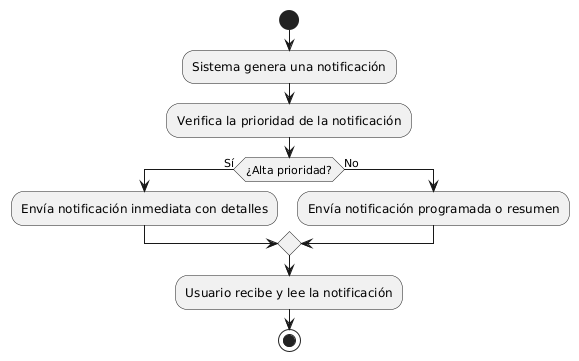 Sistema genera una notificación
Verifica la prioridad de la notificación
Sí
¿Alta prioridad?
No
Envía notificación inmediata con detalles
Envía notificación programada o resumen
Usuario recibe y lee la notificación